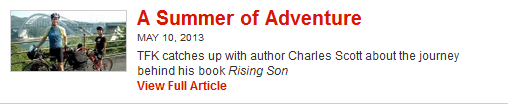 A Summer of Adventure
MAY 10, 2013
TFK catches up with author Charles Scott about the journey
behind his book Rising Son
View Full Article